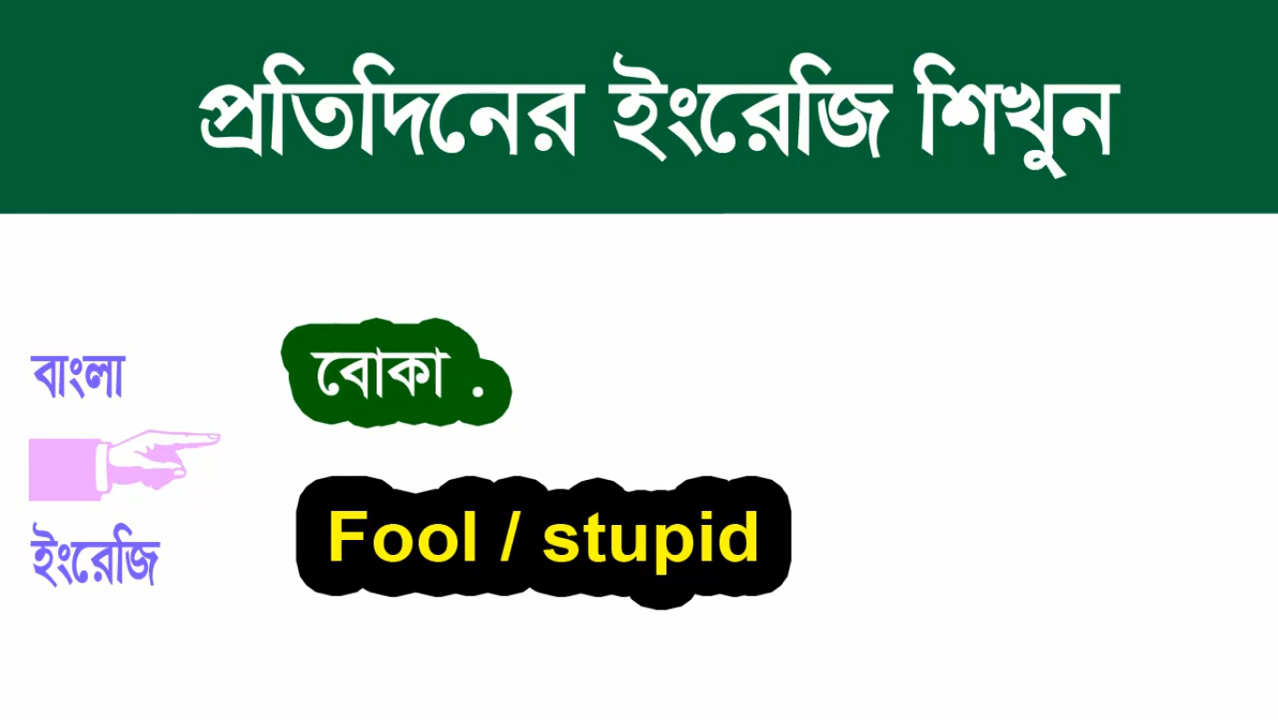 প্রতিদিনের ইংরেজি শিখুন
বাংলা
বোকা .
ইংরেজি
Fool / stupid